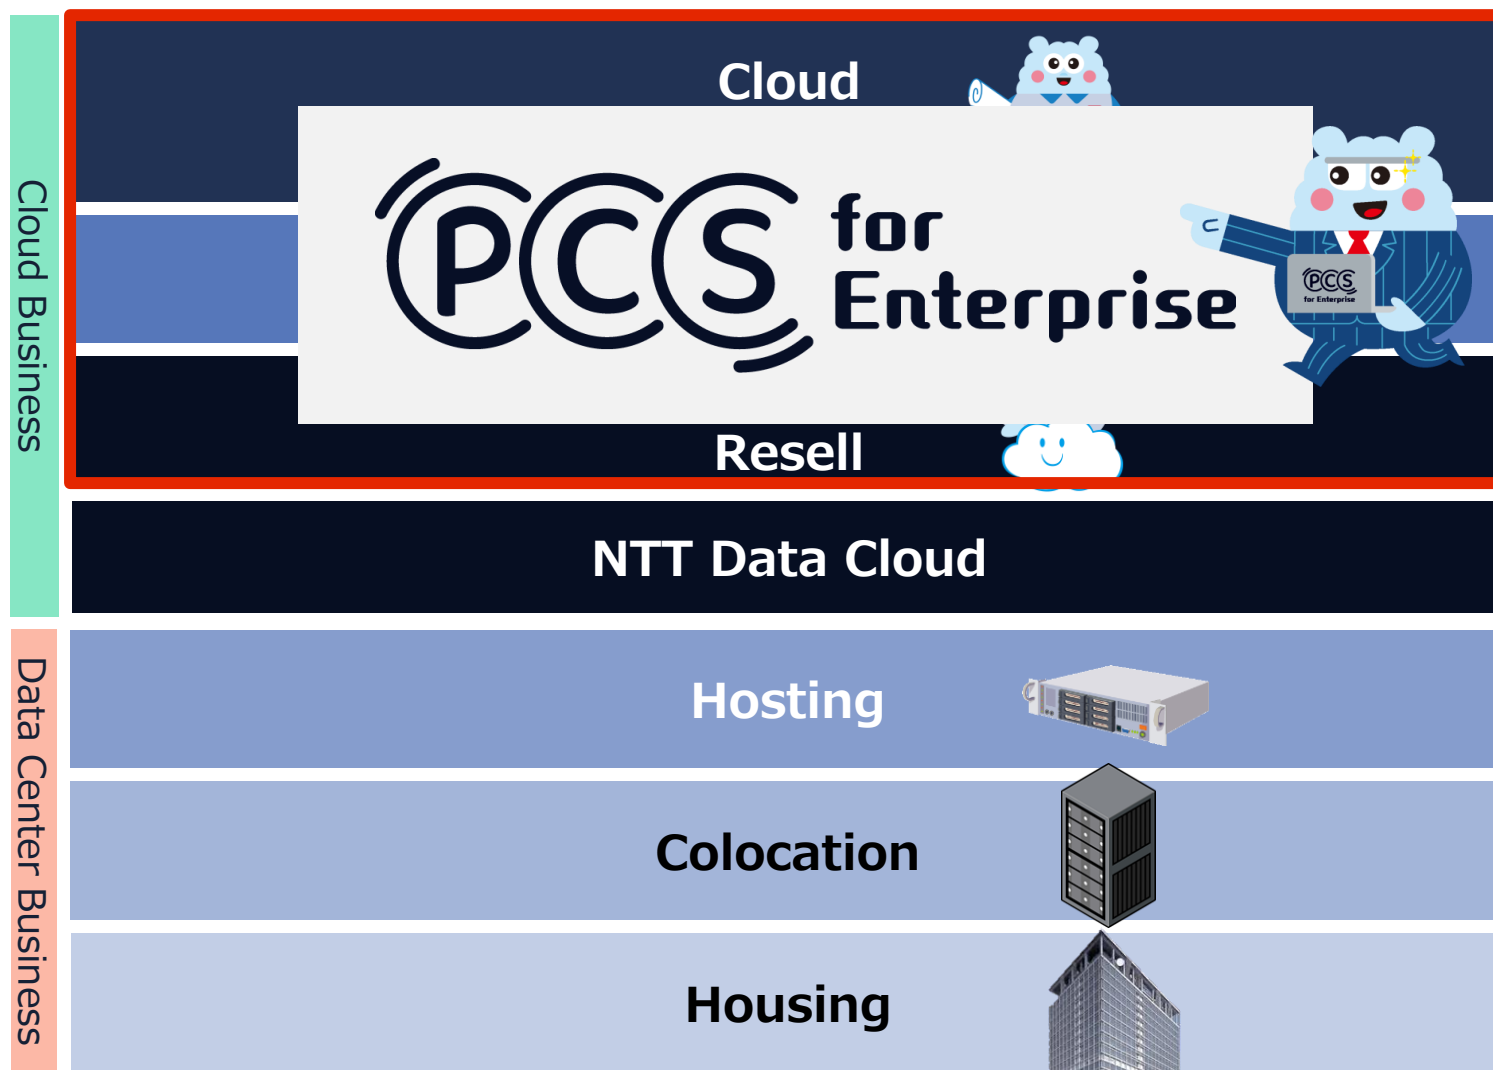 Cloud Business
Cloud
PCS for
Enterprise
PCS
for Enterprise
Resell
NTT Data Cloud
Data Center Business
Hosting
Colocation
Housing